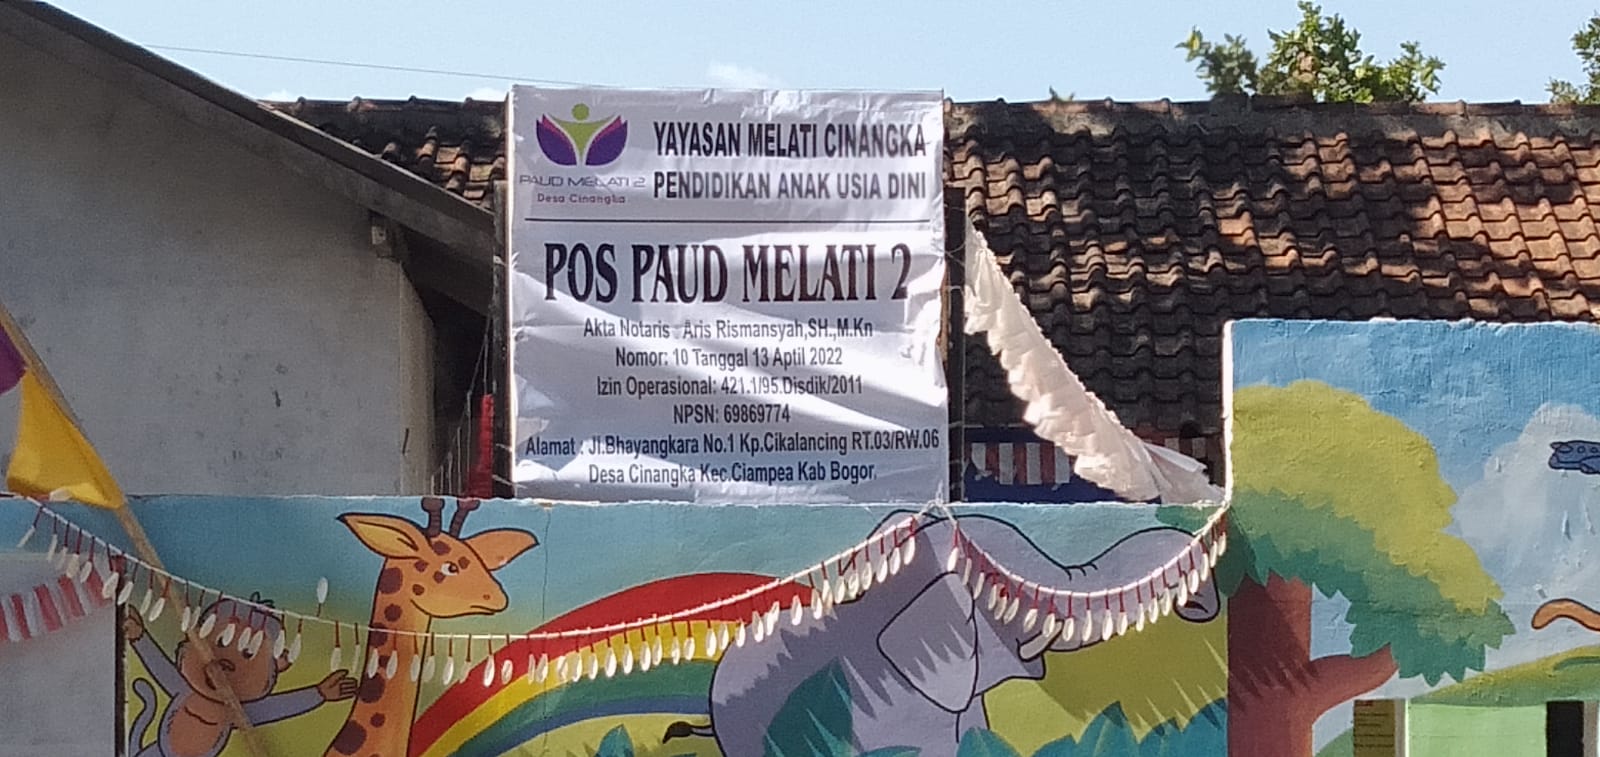 YAYASAN MELATI CINANGKA
PENDIDIKAN ANAK USIA DINI
PAUD MELATI 2
Desa Cinangka
POS PAUD MELATI 2
Akta Notaris : Aris Rismansyah,SH.,M.Kn
Nomor: 10 Tanggal 13 Aptil 2022
Izin Operasional: 421.1/95.Disdik/2011
NPSN: 69869774
Alamat : Jl.Bhayangkara No.1 Kp.Cikalancing RT.03/RW.06
Desa Cinangka Kec.Ciampea Kab Bogor.